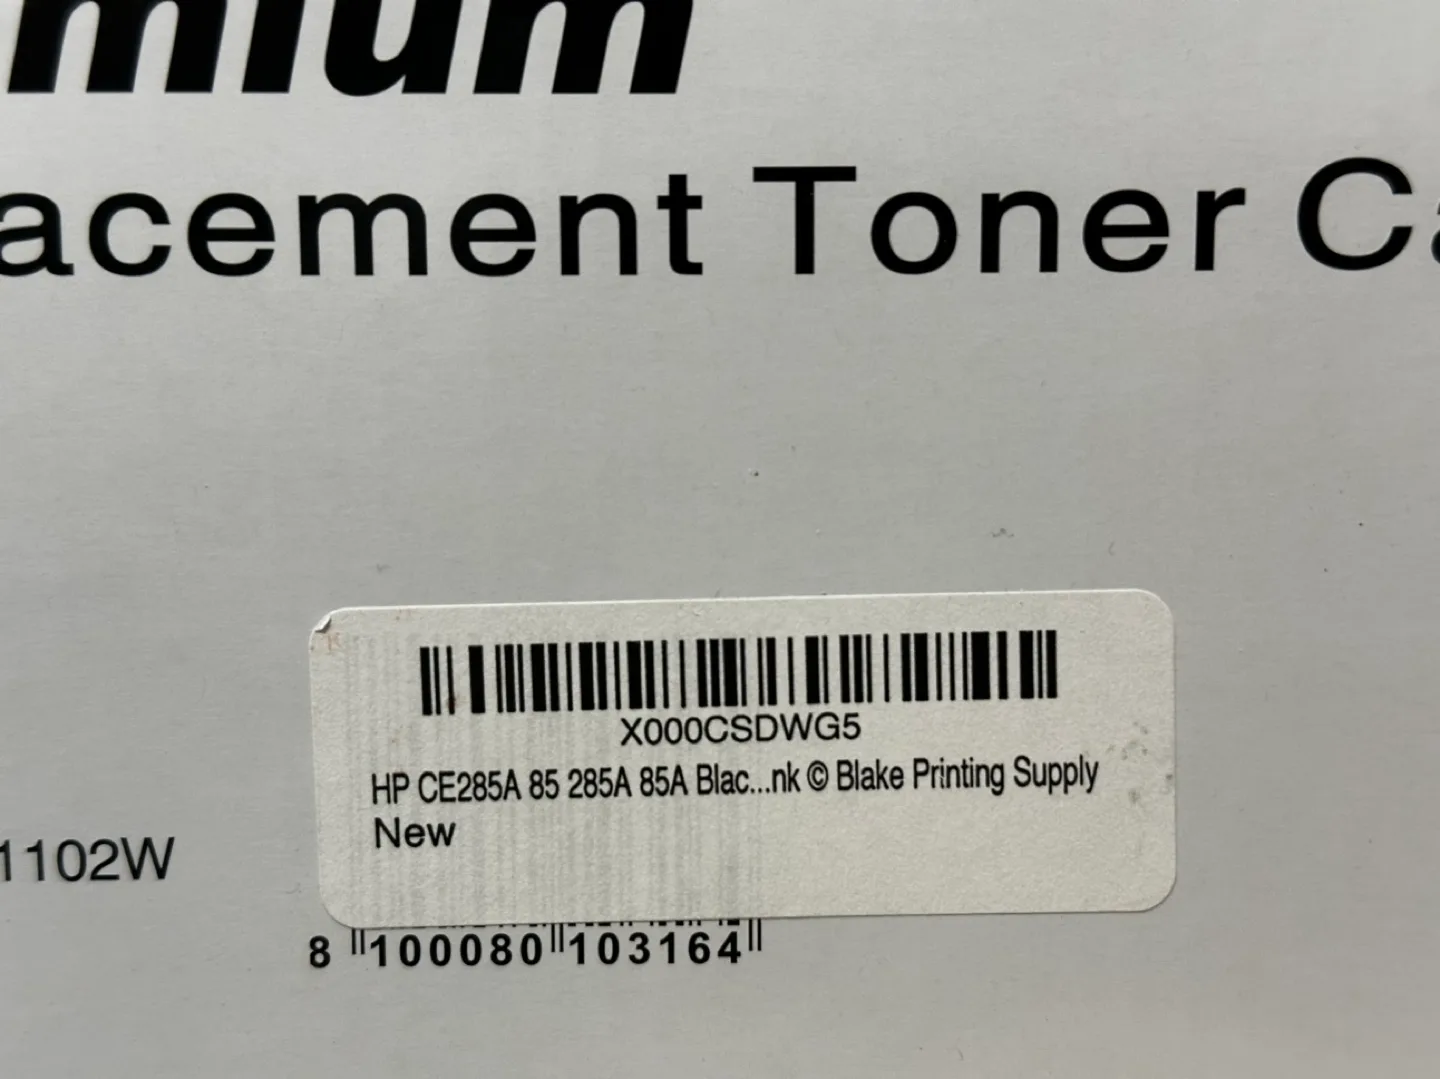 mium
acement Toner Ca
X000CSDWG5
HP CE285A 85 285A 85A Blac...nk © Blake Printing Supply
New
1102W
8 100080 103164